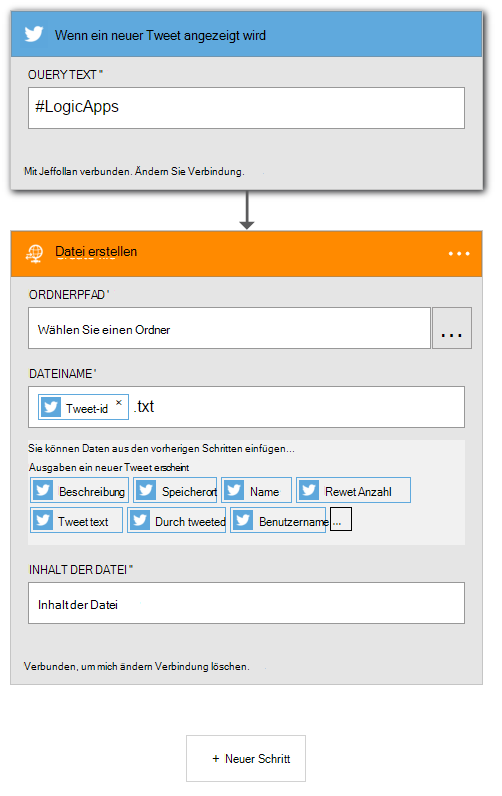 Wenn ein neuer Tweet angezeigt wird
OUERY TEXT *
#LogicApps
Mit Jeffollan verbunden. Ändern Sie Verbindung.
Datei erstellen
...
ORDNERPFAD *
Wählen Sie einen Ordner
...
DATEINAME *
Tweet-id × .txt
Sie können Daten aus den vorherigen Schritten einfügen...
Ausgaben ein neuer Tweet erscheint
Beschreibung Speicherort Name Rewet Anzahl
Tweet text Durch tweeted Benutzername ...
INHALT DER DATEI *
Inhalt der Datei
Verbunden, um mich ändern Verbindung löschen.
+ Neuer Schritt